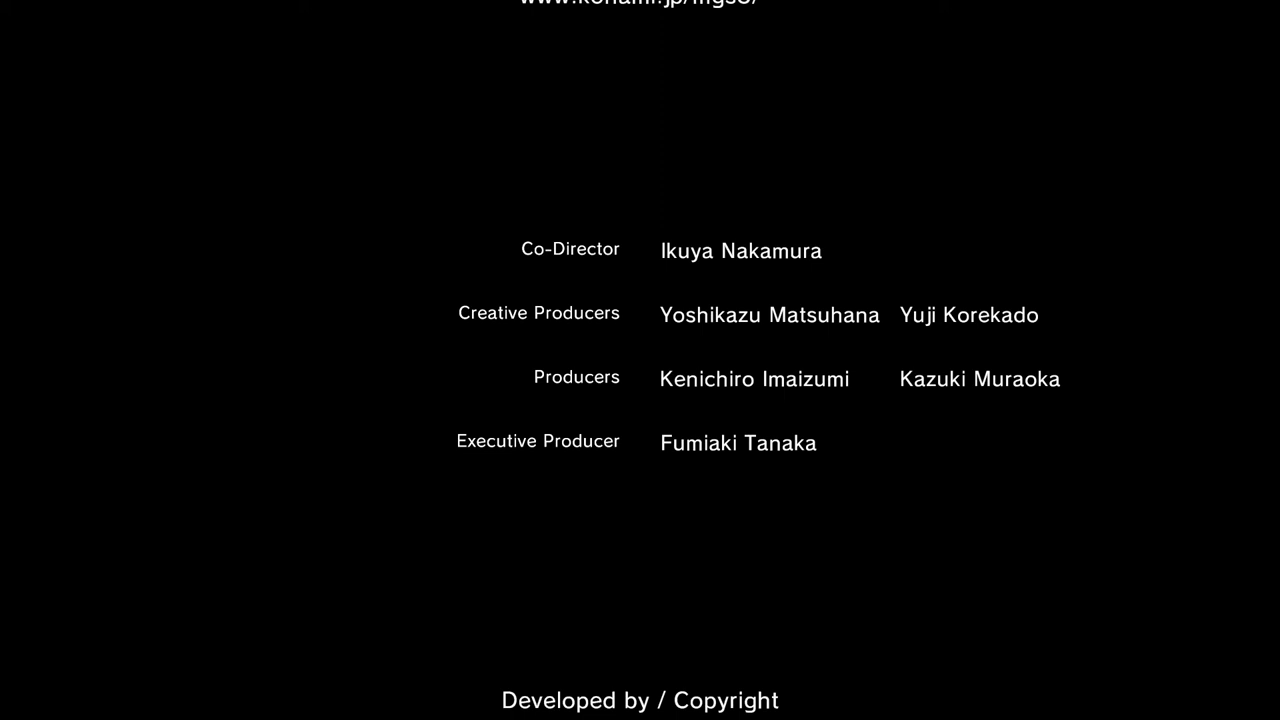 Co-Director Ikuya Nakamura
Creative Producers Yoshikazu Matsuhana Yuji Korekado
Producers Kenichiro Imaizumi Kazuki Muraoka
Executive Producer Fumiaki Tanaka
Developed by / Copyright